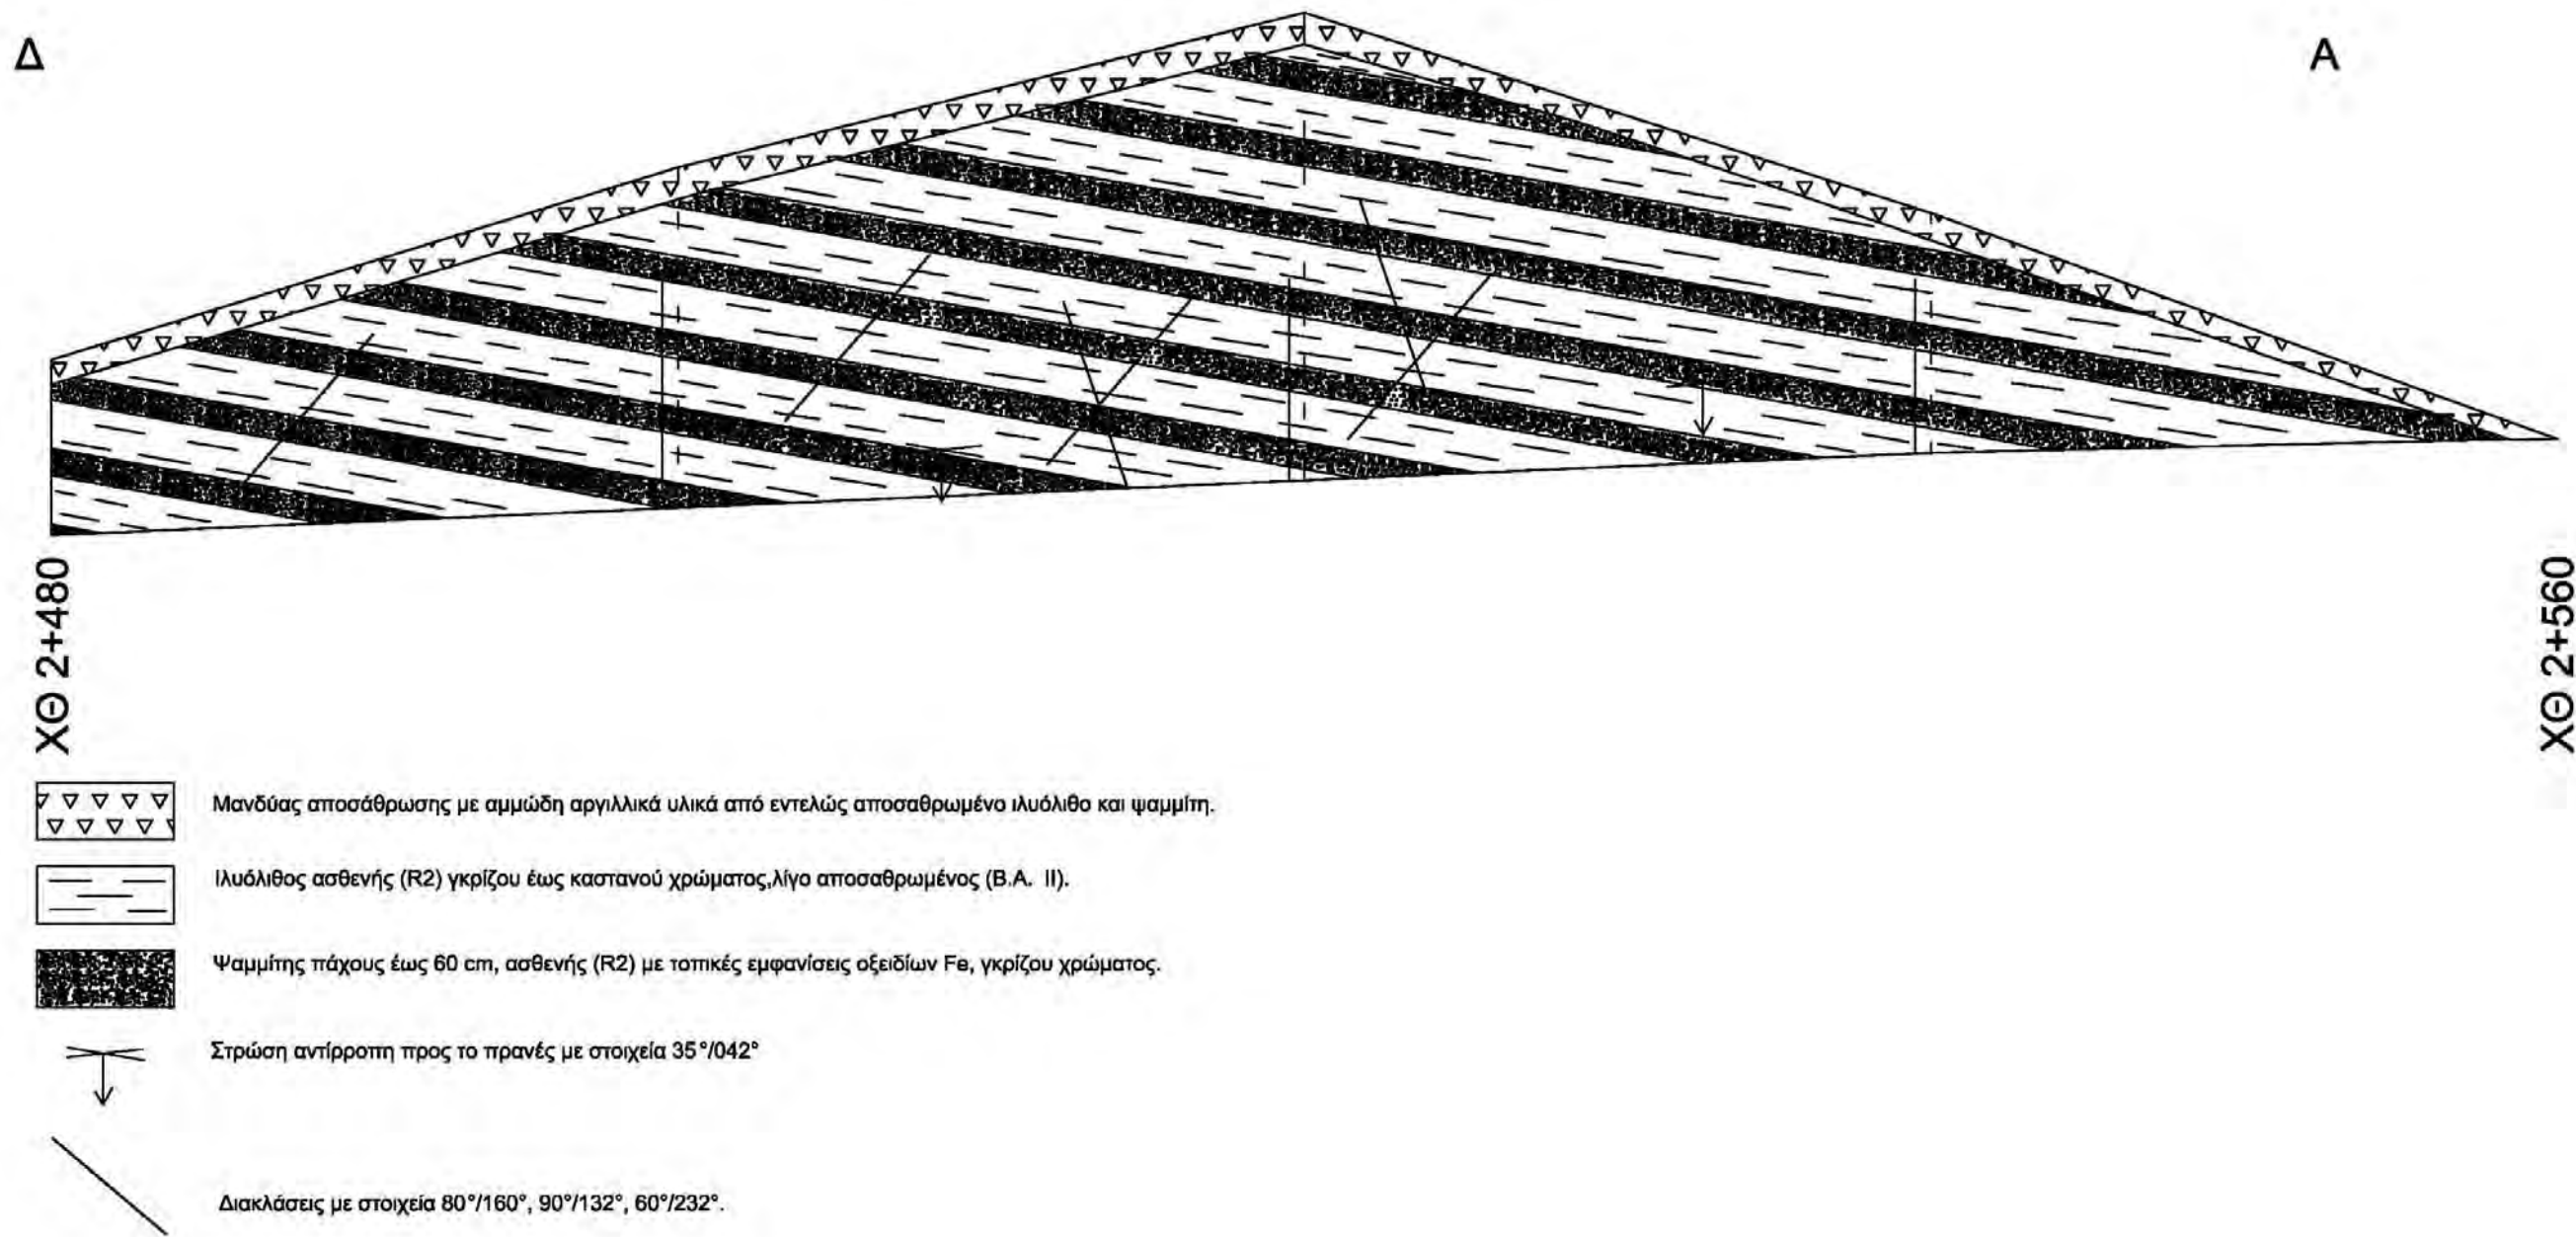 Δ
Α
ΧΘ 2+480
ΧΘ 2+560
Μανδύας αποσάθρωσης με αμμώδη αργιλλικά υλικά από εντελώς αποσαθρωμένο ιλυόλιθο και ψαμμίτη.
Ιλυόλιθος ασθενής (R2) γκρίζου έως καστανού χρώματος,λίγο αποσαθρωμένος (Β.Α. ΙΙ).
Ψαμμίτης πάχους έως 60 cm, ασθενής (R2) με τοπικές εμφανίσεις οξειδίων Fe, γκρίζου χρώματος.
Στρώση αντίρροπη προς το πρανές με στοιχεία 35°/042°
Διακλάσεις με στοιχεία 80°/160°, 90°/132°, 60°/232°.